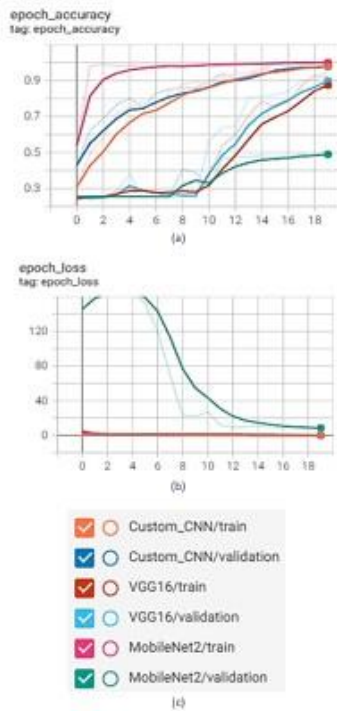 epoch_accuracy
tag: epoch_accuracy
0.9
0.7
0.5
0.3
0 2 4 6 8 10 12 14 16 18
(a)
epoch_loss
tag: epoch_loss
120
80
40
0
0 2 4 6 8 10 12 14 16 18
(b)
Custom_CNN/train
Custom_CNN/validation
VGG16/train
VGG16/validation
MobileNet2/train
MobileNet2/validation
(c)